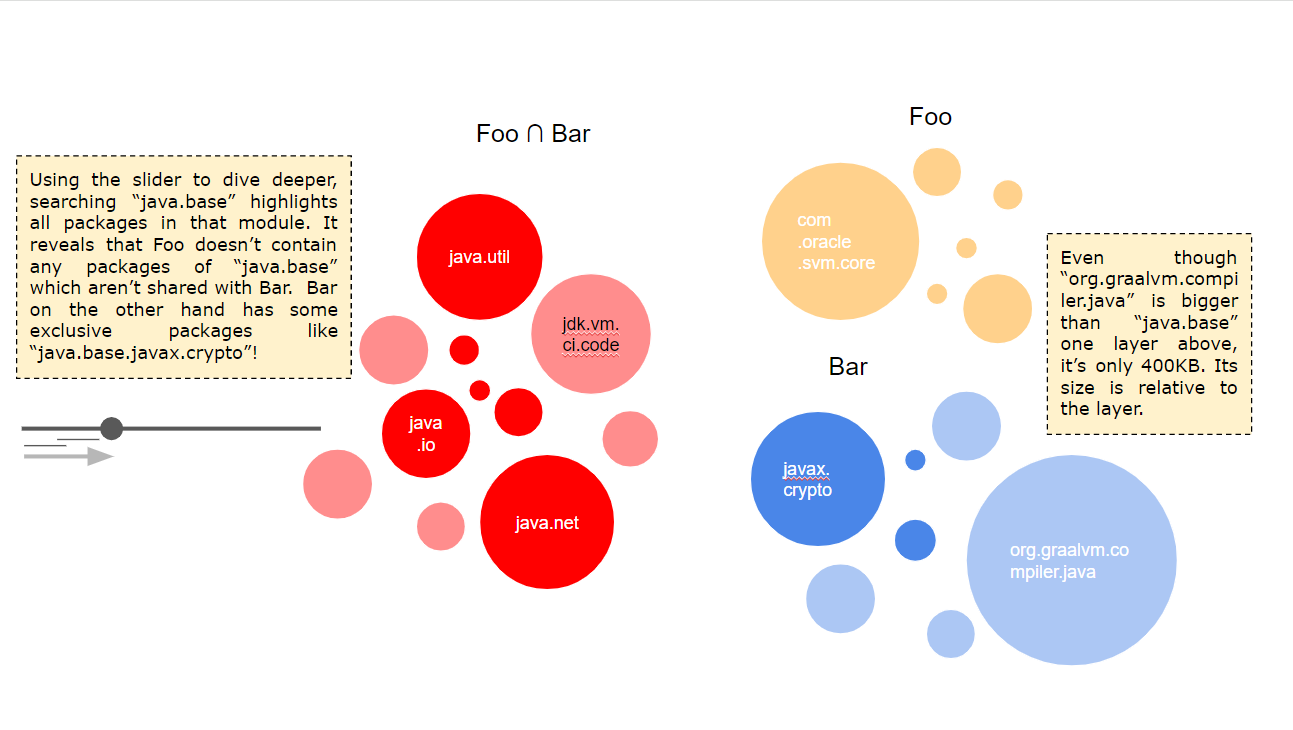 Foo ∩ Bar
Using the slider to dive deeper,
searching “java.base” highlights
all packages in that module. It
reveals that Foo doesn’t contain
any packages of “java.base”
which aren’t shared with Bar. Bar
on the other hand has some
exclusive packages like
“java.base.javax.crypto”!
java.util
jdk.vm.
ci.code
java
.io
java.net
Foo
com
.oracle
.svm.core
Bar
javax.
crypto
org.graalvm.co
mpiler.java
Even though
“org.graalvm.compi
ler.java” is bigger
than “java.base”
one layer above,
it’s only 400KB. Its
size is relative to
the layer.